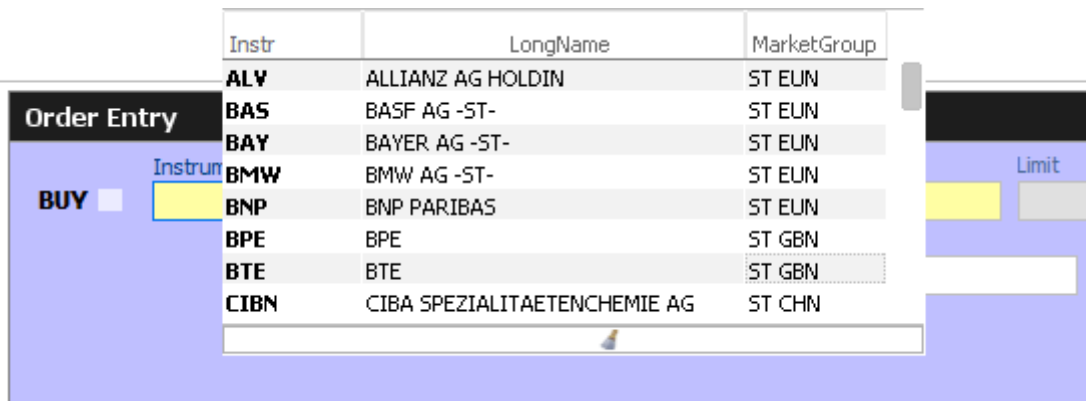 Instr LongName MarketGroup
ALV ALLIANZ AG HOLDIN ST EUN
BAS BASF AG -ST- ST EUN
BAY BAYER AG -ST- ST EUN
BMW BMW AG -ST- ST EUN
BNP BNP PARIBAS ST EUN
BPE BPE ST GBN
BTE BTE ST GBN
CIBN CIBA SPEZIALITAETENCHEMIE AG ST CHN
Order Entry
Instrum Limit
BUY